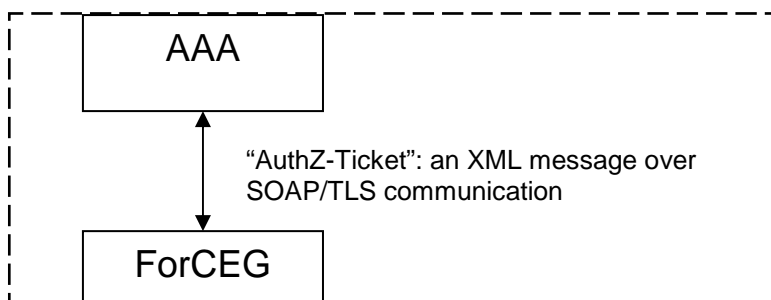 AAA
“AuthZ-Ticket”: an XML message over
SOAP/TLS communication
ForCEG